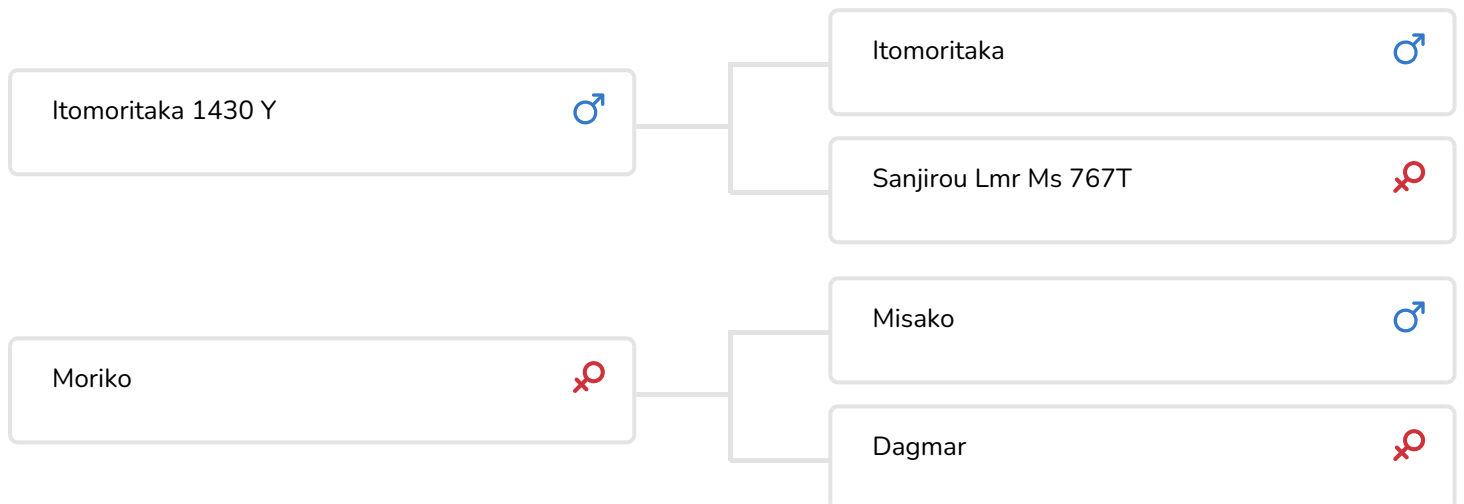 Itomoritaka
Itomoritaka 1430 Y
Sanjirou Lmr Ms 767T
Misako
Moriko
Dagmar